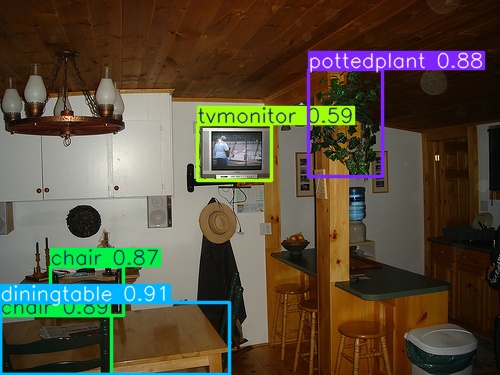 pottedplant 0.88
tvmonitor 0.59
chair 0.87
diningtable 0.91
chair 0.89